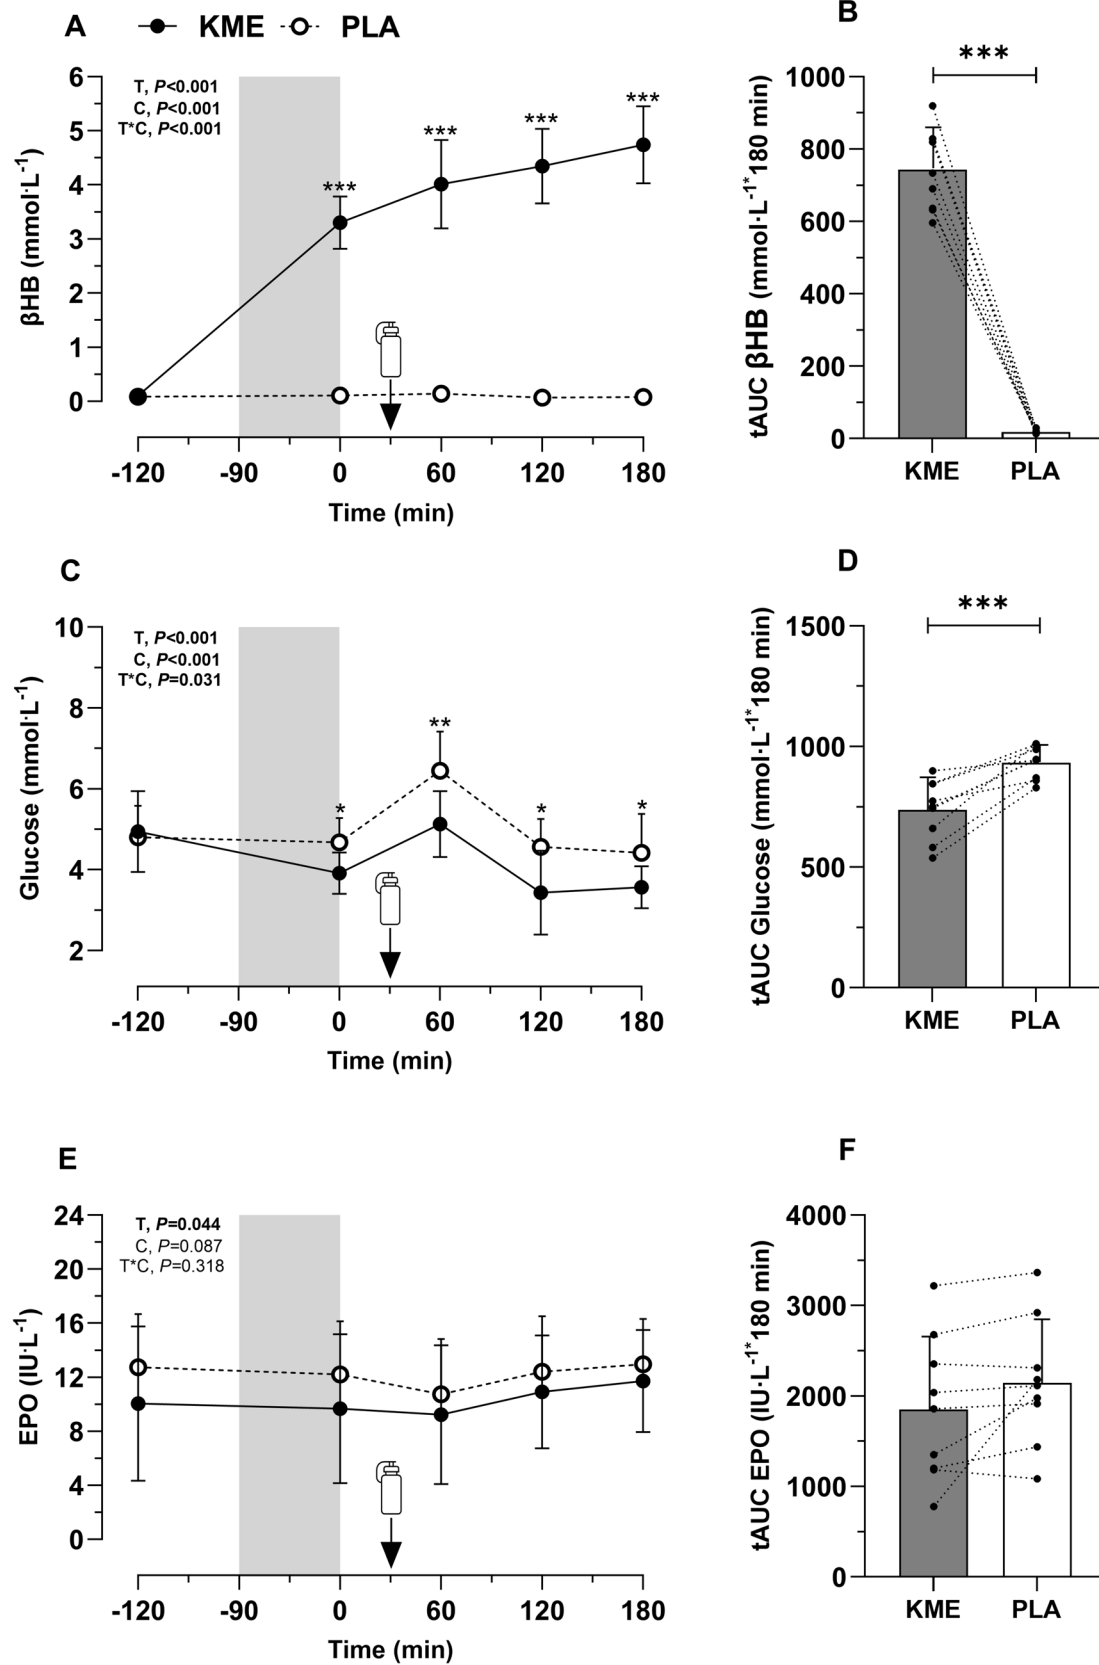 A
KME PLA
T, P<0.001
C, P<0.001
T*C, P<0.001
βHB (mmol·L-1)
6
5
4
3
2
1
0
*** *** *** ***
-120 -90 0 60 120 180
Time (min)
B
***
tAUC βHB (mmol·L-1*180 min)
1000
800
600
400
200
0
KME PLA
C
T, P<0.001
C, P<0.001
T*C, P=0.031
Glucose (mmol·L-1)
10
8
6
4
2
* ** * *
-120 -90 0 60 120 180
Time (min)
D
***
tAUC Glucose (mmol·L-1*180 min)
1500
1000
500
0
KME PLA
E
T, P=0.044
C, P=0.087
T*C, P=0.318
EPO (IU·L-1)
24
20
16
12
8
4
0
-120 -90 0 60 120 180
Time (min)
F
tAUC EPO (IU·L-1*180 min)
4000
3000
2000
1000
0
KME PLA